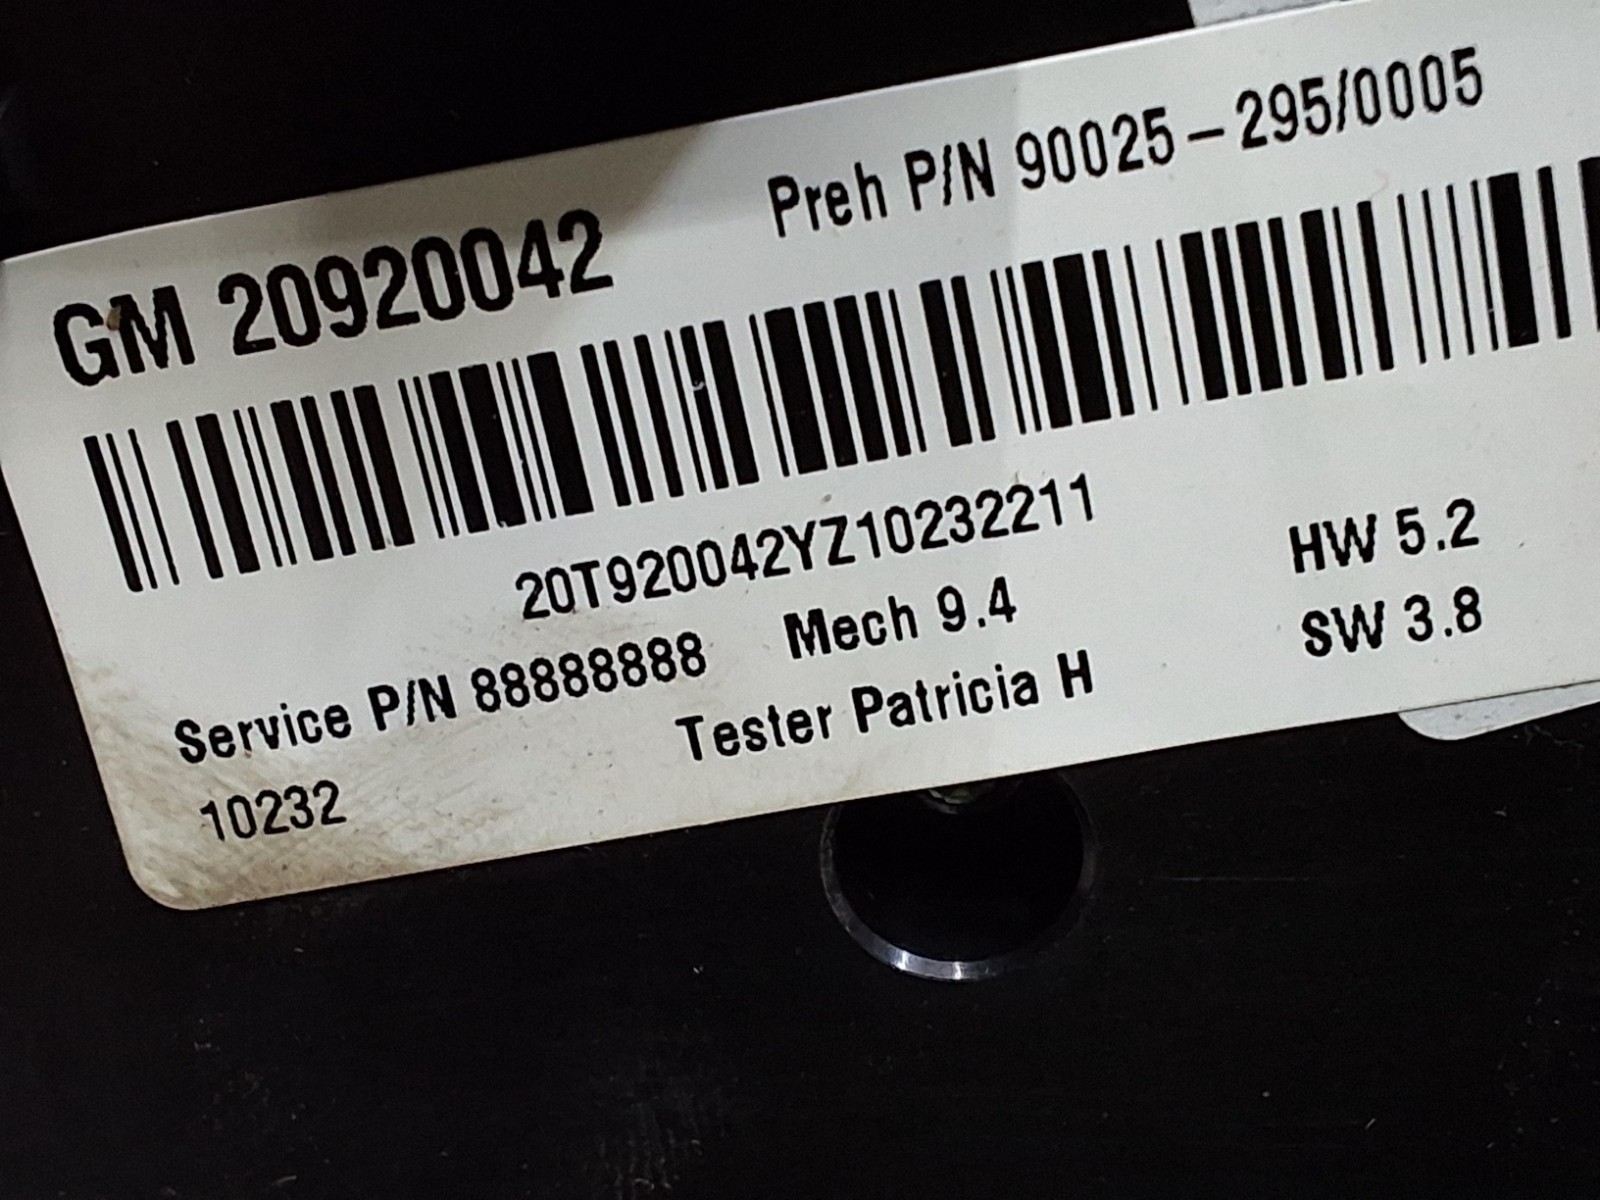 GM 20920042 Preh P/N 90025-295/0005
20T920042YZ10232211
HW 5.2
Service P/N 88888888 Mech 9.4
SW 3.8
10232 Tester Patricia H